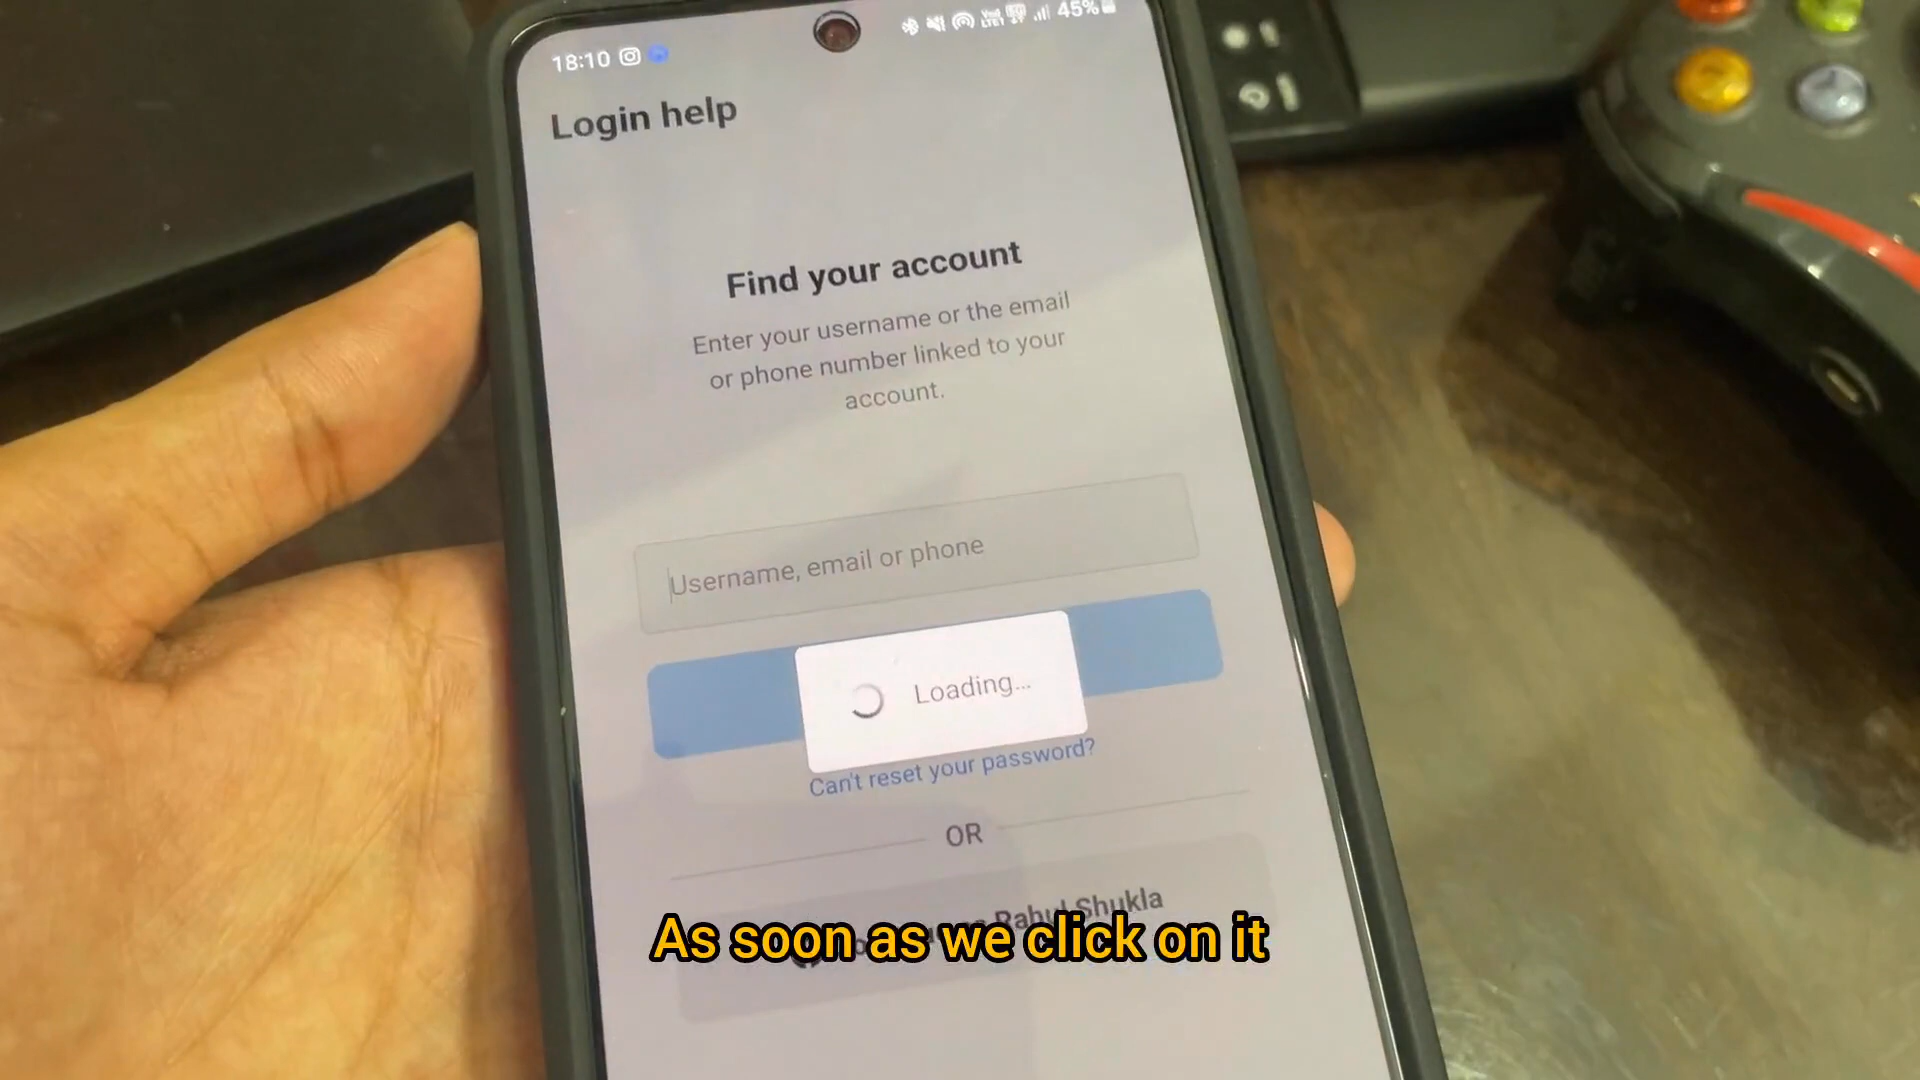 18:10
45%
Login help
Find your account
Enter your username or the email
or phone number linked to your
account.
Username, email or phone
Loading...
Can't reset your password?
OR
Rahul Shukla
As soon as we click on it